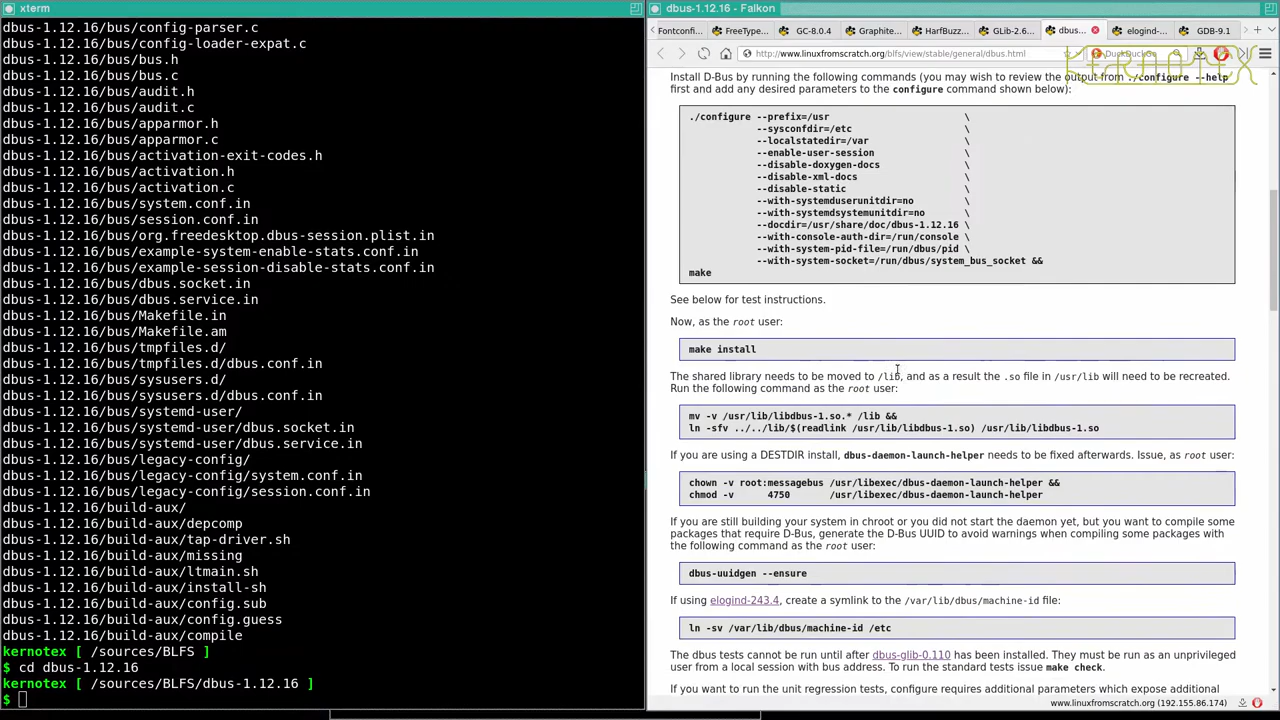 xterm
dbus-1.12.16/bus/config-parser.c
dbus-1.12.16/bus/config-loader-expat.c
dbus-1.12.16/bus/bus.h
dbus-1.12.16/bus/bus.c
dbus-1.12.16/bus/audit.h
dbus-1.12.16/bus/audit.c
dbus-1.12.16/bus/apparmor.h
dbus-1.12.16/bus/apparmor.c
dbus-1.12.16/bus/activation-exit-codes.h
dbus-1.12.16/bus/activation.h
dbus-1.12.16/bus/activation.c
dbus-1.12.16/bus/system.conf.in
dbus-1.12.16/bus/session.conf.in
dbus-1.12.16/bus/org.freedesktop.dbus-session.plist.in
dbus-1.12.16/bus/example-system-enable-stats.conf.in
dbus-1.12.16/bus/example-session-disable-stats.conf.in
dbus-1.12.16/bus/dbus.socket.in
dbus-1.12.16/bus/dbus.service.in
dbus-1.12.16/bus/Makefile.in
dbus-1.12.16/bus/Makefile.am
dbus-1.12.16/bus/tmpfiles.d/
dbus-1.12.16/bus/tmpfiles.d/dbus.conf.in
dbus-1.12.16/bus/sysusers.d/
dbus-1.12.16/bus/sysusers.d/dbus.conf.in
dbus-1.12.16/bus/systemd-user/
dbus-1.12.16/bus/systemd-user/dbus.socket.in
dbus-1.12.16/bus/systemd-user/dbus.service.in
dbus-1.12.16/bus/legacy-config/
dbus-1.12.16/bus/legacy-config/system.conf.in
dbus-1.12.16/bus/legacy-config/session.conf.in
dbus-1.12.16/build-aux/
dbus-1.12.16/build-aux/depcomp
dbus-1.12.16/build-aux/tap-driver.sh
dbus-1.12.16/build-aux/missing
dbus-1.12.16/build-aux/ltmain.sh
dbus-1.12.16/build-aux/install-sh
dbus-1.12.16/build-aux/config.sub
dbus-1.12.16/build-aux/config.guess
dbus-1.12.16/build-aux/compile
kernotex [ /sources/BLFS ]
$ cd dbus-1.12.16
kernotex [ /sources/BLFS/dbus-1.12.16 ]
$
dbus-1.12.16 - Falkon
Fontconfi FreeType… GC-8.0.4 Graphite… HarfBuzz… GLib-2.6… dbus… elogind-… GDB-9.1
http://www.linuxfromscratch.org/blfs/view/stable/general/dbus.html DuckDuckGo
KERNOTEX
Install D-Bus by running the following commands (you may wish to review the output from ./configure --help
first and add any desired parameters to the configure command shown below):
./configure --prefix=/usr \
--sysconfdir=/etc \
--localstatedir=/var \
--enable-user-session \
--disable-doxygen-docs \
--disable-xml-docs \
--disable-static \
--with-systemduserunitdir=no \
--with-systemdsystemunitdir=no \
--docdir=/usr/share/doc/dbus-1.12.16 \
--with-console-auth-dir=/run/console \
--with-system-pid-file=/run/dbus/pid \
--with-system-socket=/run/dbus/system_bus_socket &&
make
See below for test instructions.
Now, as the root user:
make install
The shared library needs to be moved to /lib, and as a result the .so file in /usr/lib will need to be recreated.
Run the following command as the root user:
mv -v /usr/lib/libdbus-1.so.* /lib &&
ln -sfv ../../lib/$(readlink /usr/lib/libdbus-1.so) /usr/lib/libdbus-1.so
If you are using a DESTDIR install, dbus-daemon-launch-helper needs to be fixed afterwards. Issue, as root user:
chown -v root:messagebus /usr/libexec/dbus-daemon-launch-helper &&
chmod -v 4750 /usr/libexec/dbus-daemon-launch-helper
If you are still building your system in chroot or you did not start the daemon yet, but you want to compile some
packages that require D-Bus, generate the D-Bus UUID to avoid warnings when compiling some packages with
the following command as the root user:
dbus-uuidgen --ensure
If using elogind-243.4, create a symlink to the /var/lib/dbus/machine-id file:
ln -sv /var/lib/dbus/machine-id /etc
The dbus tests cannot be run until after dbus-glib-0.110 has been installed. They must be run as an unprivileged
user from a local session with bus address. To run the standard tests issue make check.
If you want to run the unit regression tests, configure requires additional parameters which expose additional
www.linuxfromscratch.org (192.155.86.174)